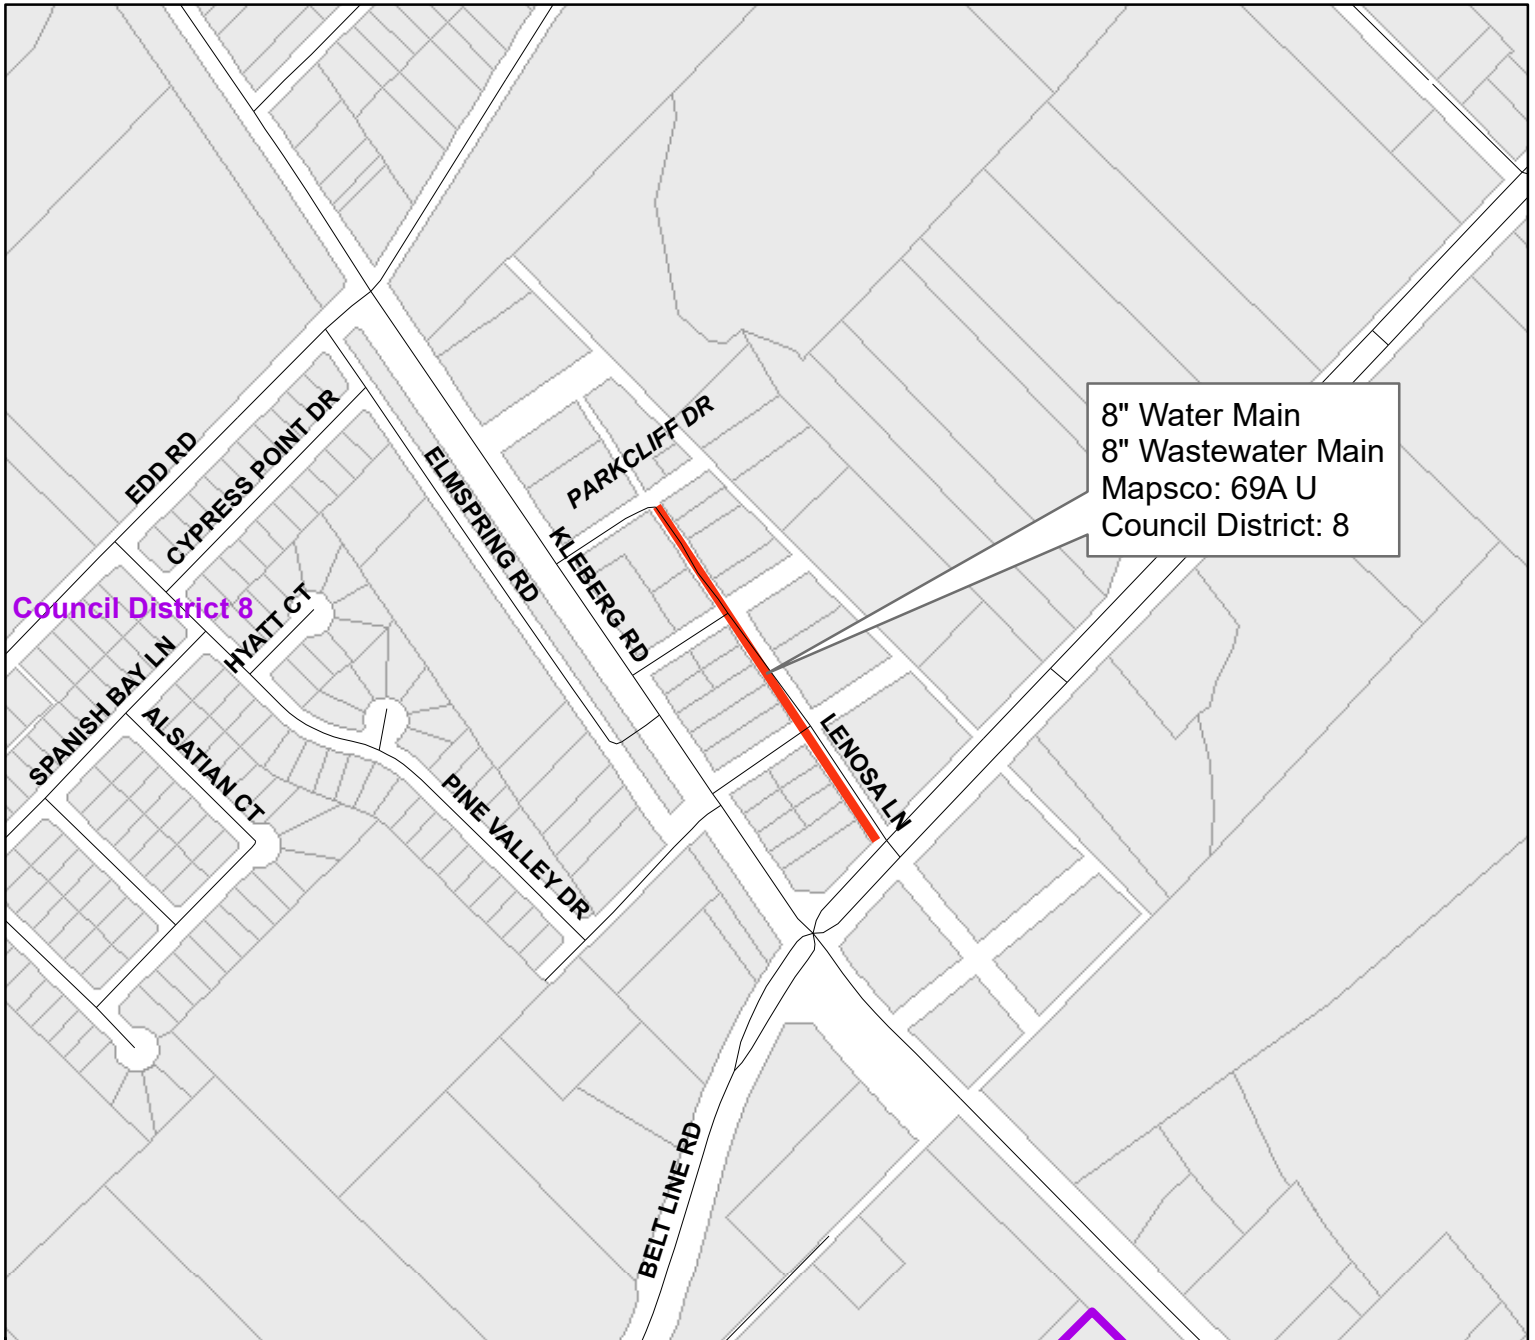 8" Water Main
8" Wastewater Main
Mapsco: 69A U
Council District: 8
PARKCLIFF DR
EDD RD
CYPRESS POINT DR
ELMSPRING RD
KLEBERG RD
Council District 8
HYATT CT
SPANISH BAY LN
ALSATIAN CT
PINE VALLEY DR
LENOSA LN
BELT LINE RD